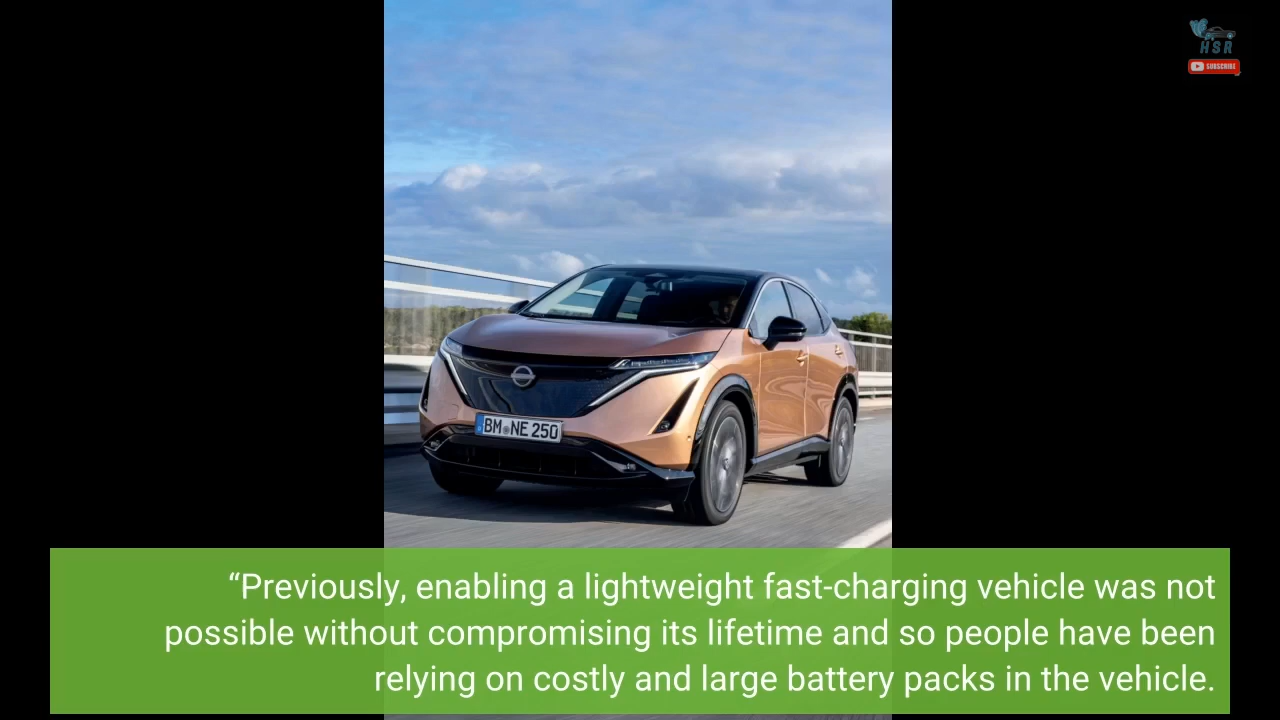 HSR
SUBSCRIBE
BM NE 250
“Previously, enabling a lightweight fast-charging vehicle was not
possible without compromising its lifetime and so people have been
relying on costly and large battery packs in the vehicle.